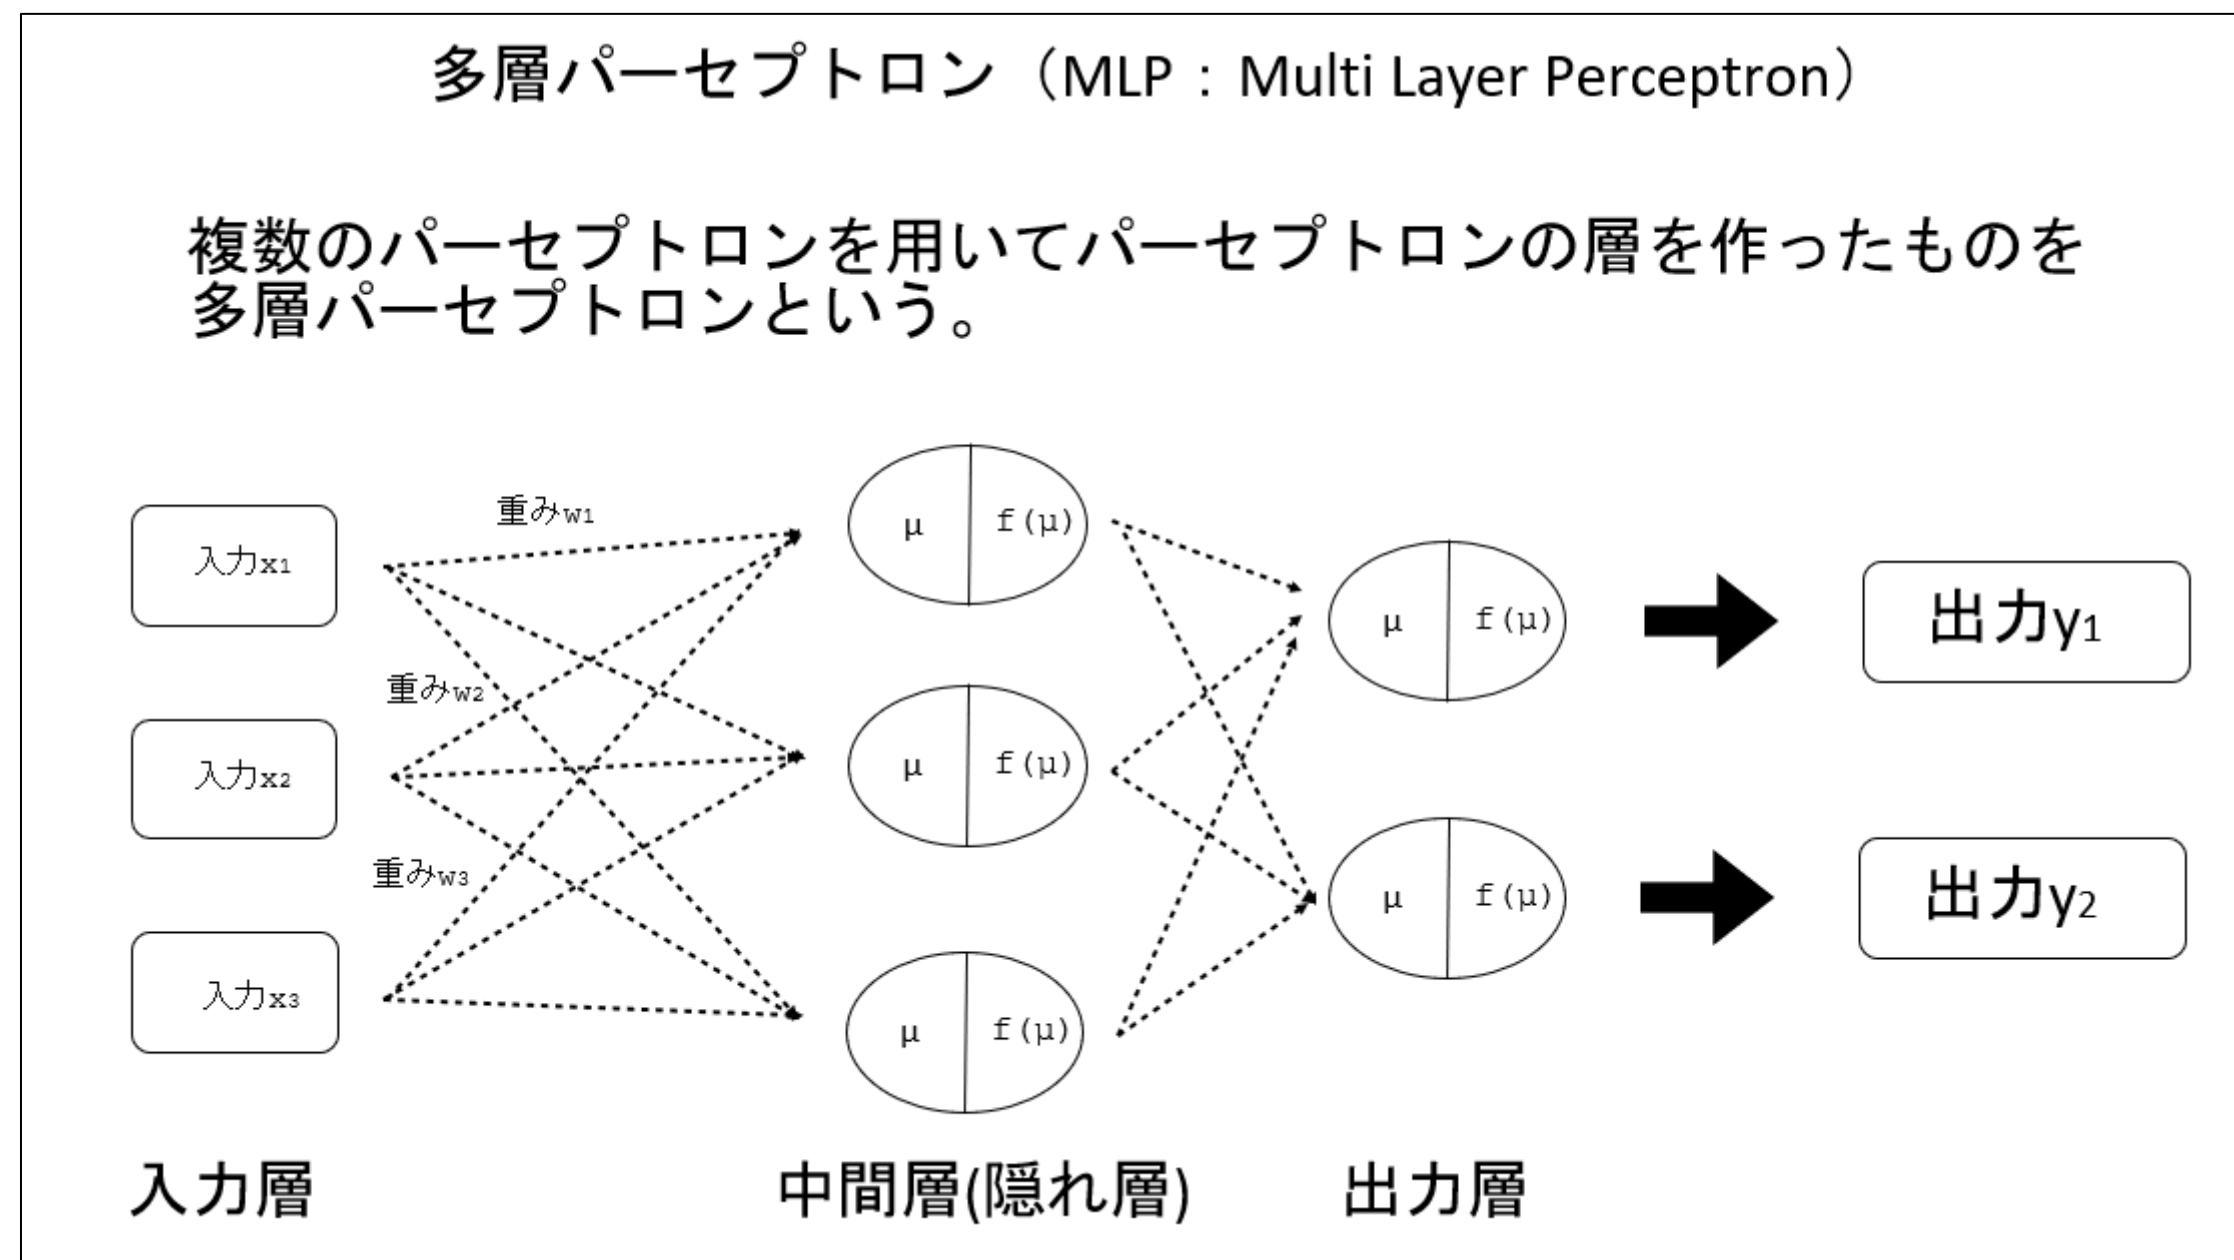 多層パーセプトロン（MLP：Multi Layer Perceptron）
複数のパーセプトロンを用いてパーセプトロンの層を作ったものを
多層パーセプトロンという。
入力x1
重みw1
重みw2
入力x2
重みw3
入力x3
μ f(μ)
μ f(μ)
μ f(μ)
μ f(μ)
μ f(μ)
出力y1
出力y2
入力層
中間層(隠れ層)
出力層